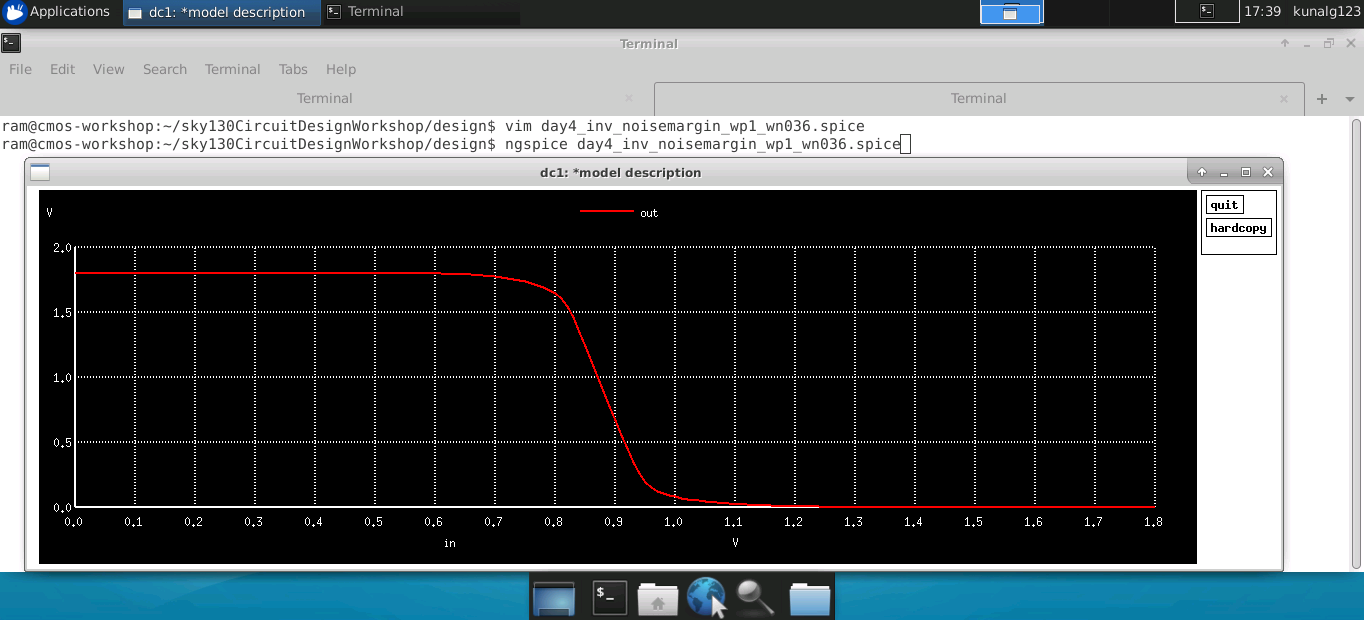 Applications dc1: *model description Terminal 17:39 kunalg123
Terminal
File Edit View Search Terminal Tabs Help
Terminal Terminal
ram@cmos-workshop:~/sky130CircuitDesignWorkshop/design$ vim day4_inv_noisemargin_wp1_wn036.spice
ram@cmos-workshop:~/sky130CircuitDesignWorkshop/design$ ngspice day4_inv_noisemargin_wp1_wn036.spice
dc1: *model description
quit
hardcopy
V
out
2.0
1.5
1.0
0.5
0.0
0.0 0.1 0.2 0.3 0.4 0.5 0.6 0.7 0.8 0.9 1.0 1.1 1.2 1.3 1.4 1.5 1.6 1.7 1.8
in V